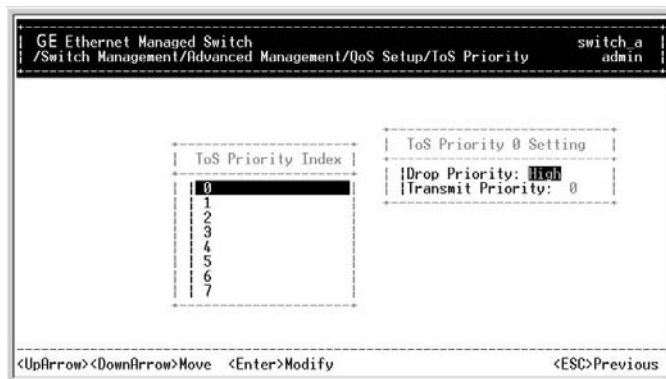 GE Ethernet Managed Switch switch_a
/Switch Management/Advanced Management/QoS Setup/ToS Priority admin
ToS Priority Index
0
1
2
3
4
5
6
7
ToS Priority 0 Setting
Drop Priority: High
Transmit Priority: 0
<UpArrow><DownArrow>Move <Enter>Modify <ESC>Previous